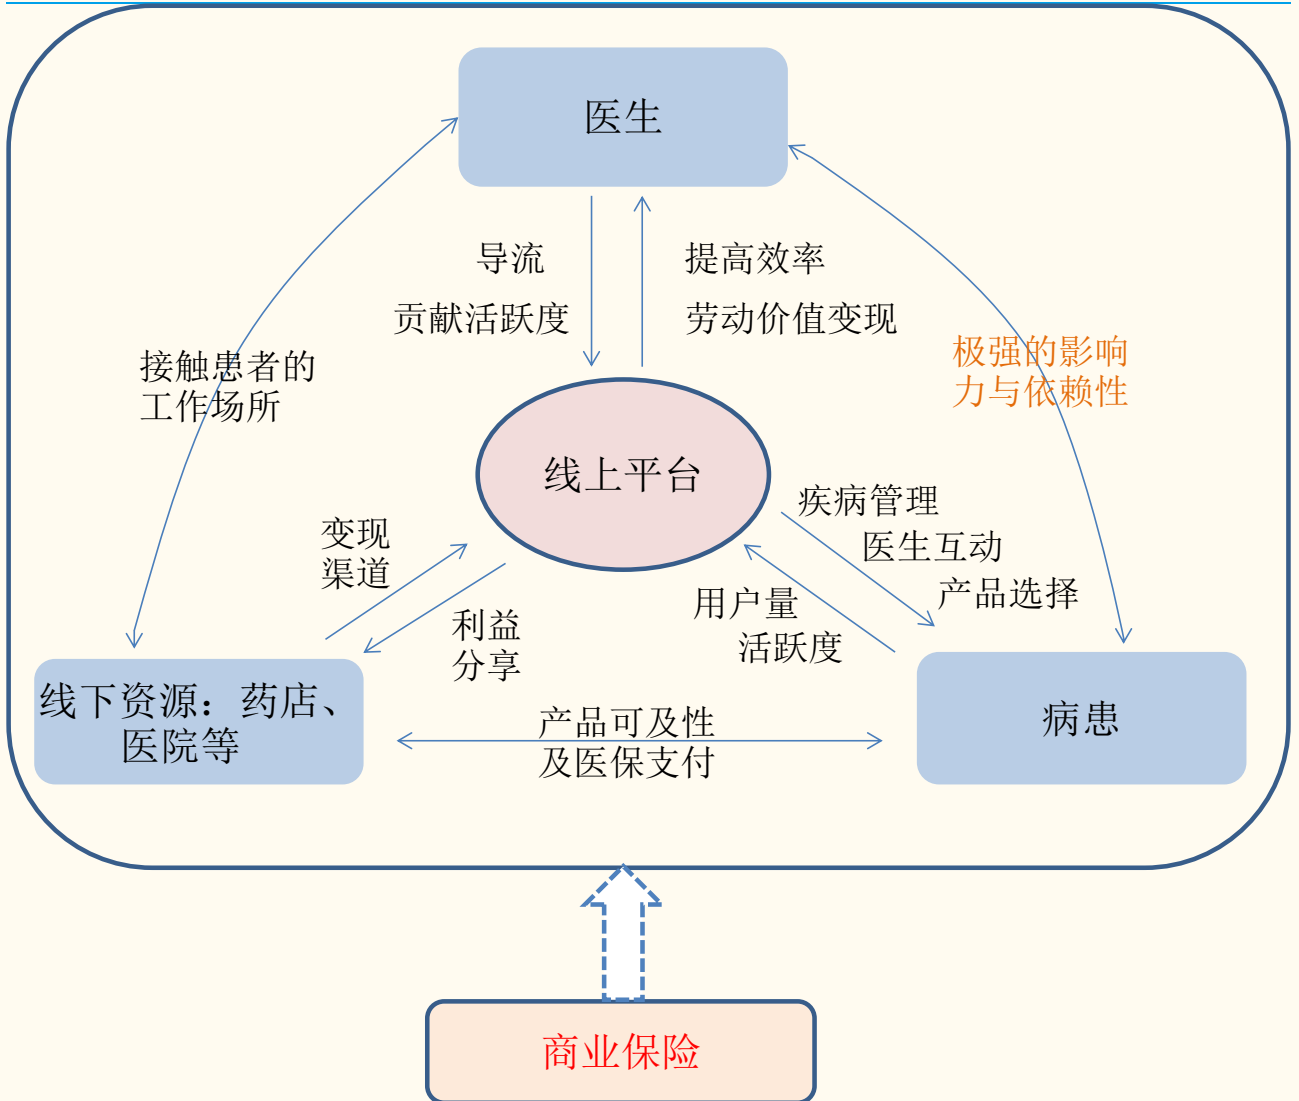 医生
导流
提高效率
贡献活跃度
劳动价值变现
接触患者的
工作场所
极强的影响
力与依赖性
线上平台
疾病管理
医生互动
产品选择
变现
渠道
用户量
活跃度
利益
分享
线下资源：药店、
医院等
产品可及性
及医保支付
病患
商业保险